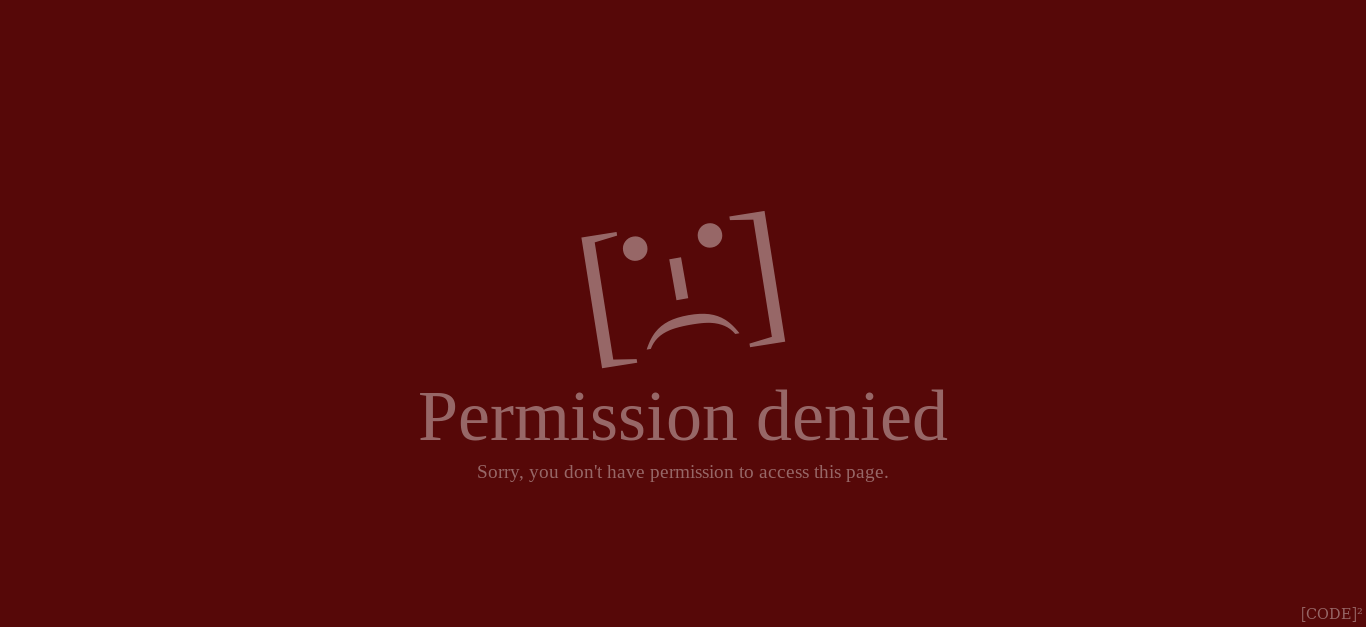 Permission denied
Sorry, you don't have permission to access this page.
[CODE]²